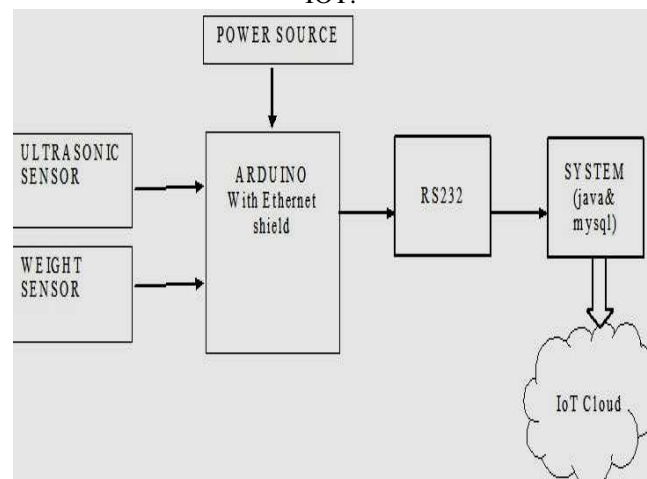 POWER SOURCE
ULTRASONIC
SENSOR
ARDUINO
With Ethernet
shield
RS232
SYSTEM
(java&
mysql)
WEIGHT
SENSOR
IoT Cloud